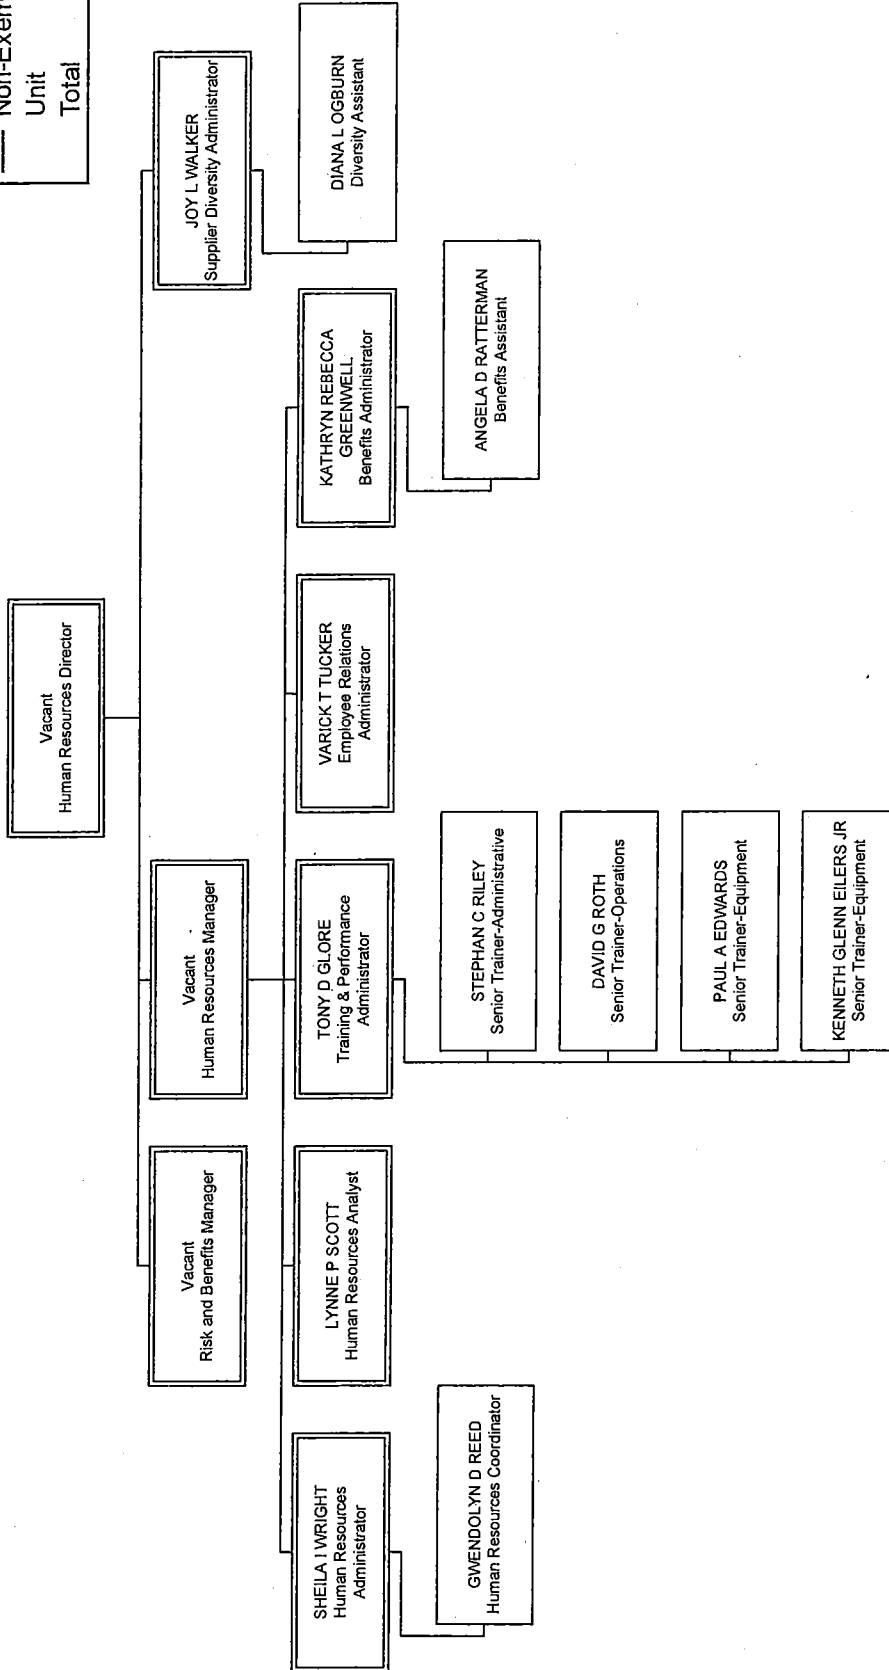 Non-Exem
Unit
Total
Vacant
Human Resources Director
Vacant
Risk and Benefits Manager
Vacant
Human Resources Manager
JOY L WALKER
Supplier Diversity Administrator
SHEILA I WRIGHT
Human Resources
Administrator
LYNNE P SCOTT
Human Resources Analyst
TONY D GLORE
Training & Performance
Administrator
VARICK T TUCKER
Employee Relations
Administrator
KATHRYN REBECCA
GREENWELL
Benefits Administrator
DIANA L OGBURN
Diversity Assistant
GWENDOLYN D REED
Human Resources Coordinator
STEPHAN C RILEY
Senior Trainer-Administrative
DAVID G ROTH
Senior Trainer-Operations
PAUL A EDWARDS
Senior Trainer-Equipment
KENNETH GLENN EILERS JR
Senior Trainer-Equipment
ANGELA D RATTERMAN
Benefits Assistant